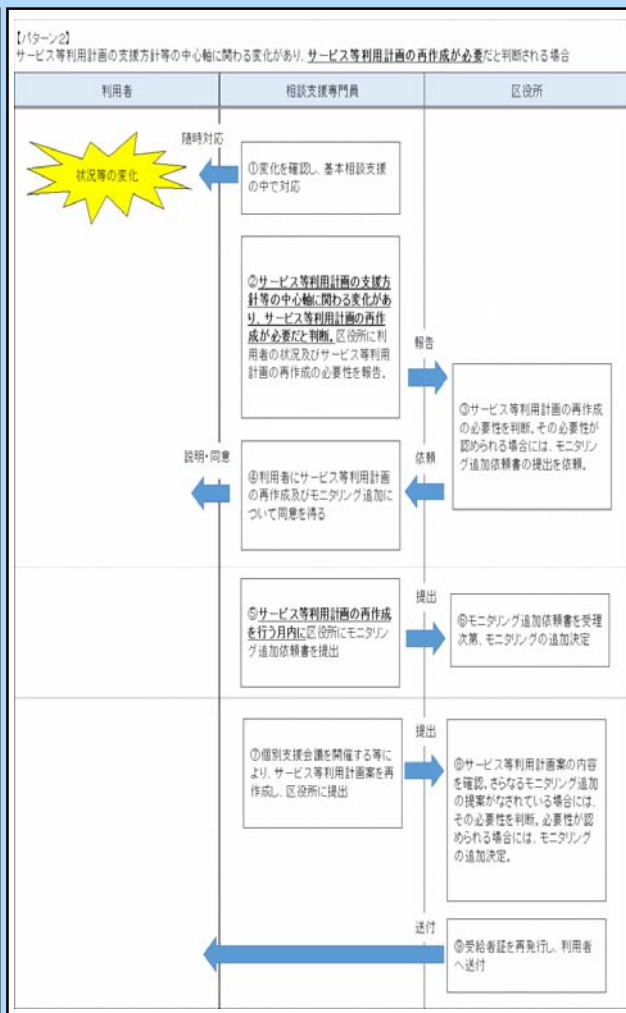 【パターン2】
サービス等利用計画の支援方針等の中心軸に関わる変化があり、サービス等利用計画の再作成が必要だと判断される場合
利用者
相談支援専門員
区役所
随時対応
状況等の変化
①変化を確認し、基本相談支援
の中で対応
②サービス等利用計画の支援方
針等の中心軸に関わる変化があ
り、サービス等利用計画の再作
成が必要だと判断。区役所に利
用者の状況及びサービス等利用
計画の再作成の必要性を報告。
報告
③サービス等利用計画の再作成
の必要性を判断。その必要性が
認められる場合には、モニタリン
グ追加依頼書の提出を依頼。
説明・同意
依頼
④利用者にサービス等利用計画
の再作成及びモニタリング追加に
ついて同意を得る
⑤サービス等利用計画の再作成
を行う月内に区役所にモニタリン
グ追加依頼書を提出
提出
⑥モニタリング追加依頼書を受理
次第、モニタリングの追加決定
⑦個別支援会議を開催する等に
より、サービス等利用計画案を再
作成し、区役所に提出
提出
⑧サービス等利用計画案の内容
を確認。さらなるモニタリング追加
の提案がなされている場合には、
その必要性を判断。必要性が認
められる場合には、モニタリング
の追加決定。
送付
⑨受給者証を再発行し、利用者
へ送付